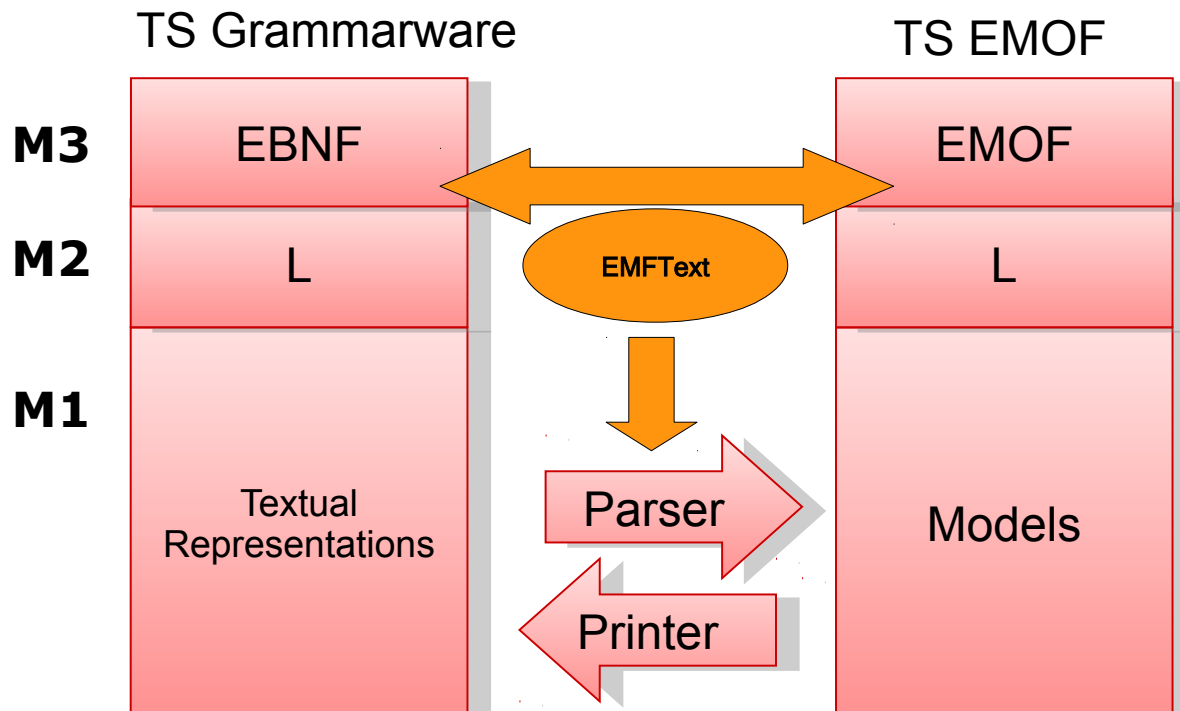 TS Grammarware
TS EMOF
M3
EBNF
EMOF
M2
L
EMFText
L
M1
Textual
Representations
Parser
Models
Printer